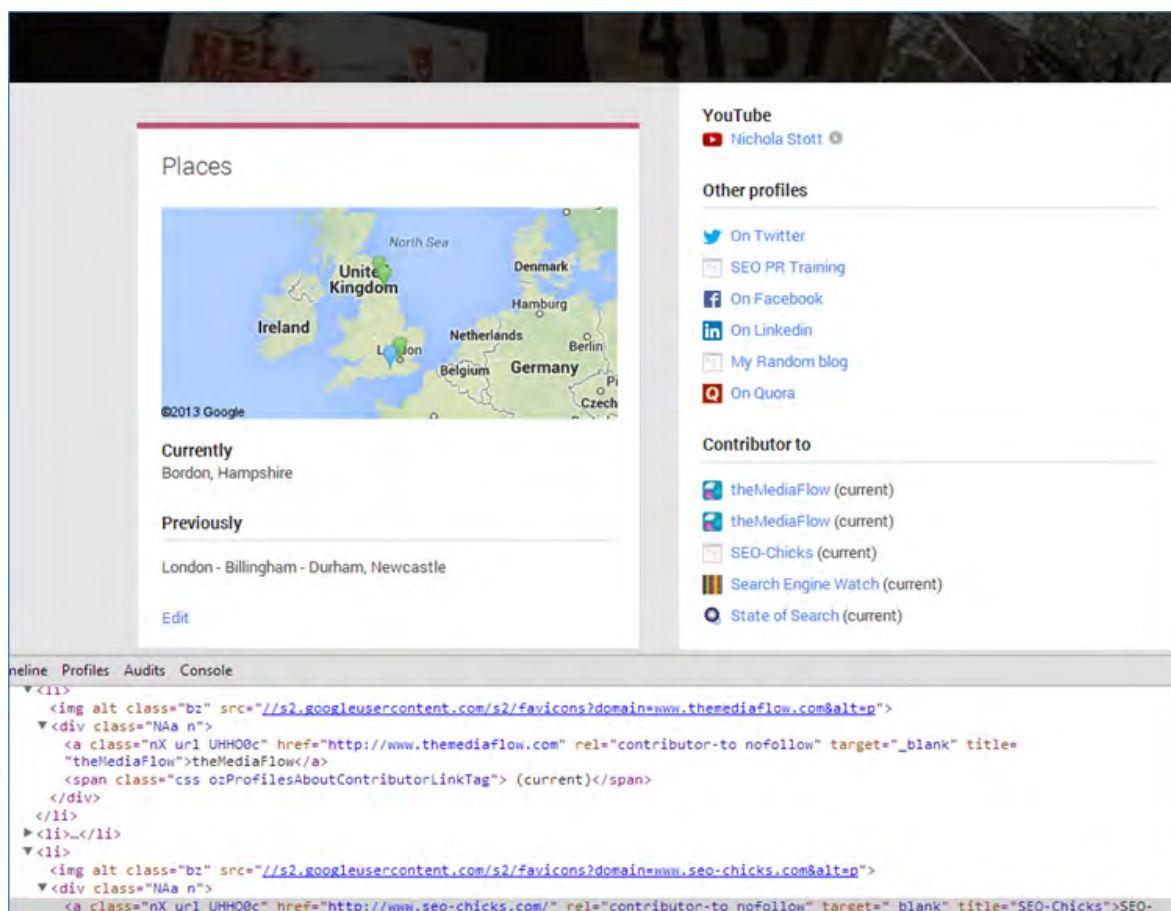 HELL
4157
YouTube
Nichola Stott
Places
Other profiles
On Twitter
SEO PR Training
On Facebook
On Linkedin
My Random blog
On Quora
North Sea
United
Kingdom
Denmark
Hamburg
Ireland
Netherlands
Berlin
London
Belgium
Germany
Czech
©2013 Google
Currently
Bordon, Hampshire
Previously
London - Billingham - Durham, Newcastle
Edit
Contributor to
theMediaFlow (current)
theMediaFlow (current)
SEO-Chicks (current)
Search Engine Watch (current)
State of Search (current)
neline Profiles Audits Console
▼<li>
<img alt class="bz" src="//s2.googleusercontent.com/s2/favicons?domain=www.themediaflow.com&alt=p">
▼<div class="NAa n">
<a class="nX url UHHO0c" href="http://www.themediaflow.com" rel="contributor-to nofollow" target="_blank" title=
"theMediaFlow">theMediaFlow</a>
<span class="css ozProfilesAboutContributorLinkTag"> (current)</span>
</div>
</li>
▶<li>…</li>
▼<li>
<img alt class="bz" src="//s2.googleusercontent.com/s2/favicons?domain=www.seo-chicks.com&alt=p">
▼<div class="NAa n">
<a class="nX url UHHO0c" href="http://www.seo-chicks.com/" rel="contributor-to nofollow" target="_blank" title="SEO-Chicks">SEO-